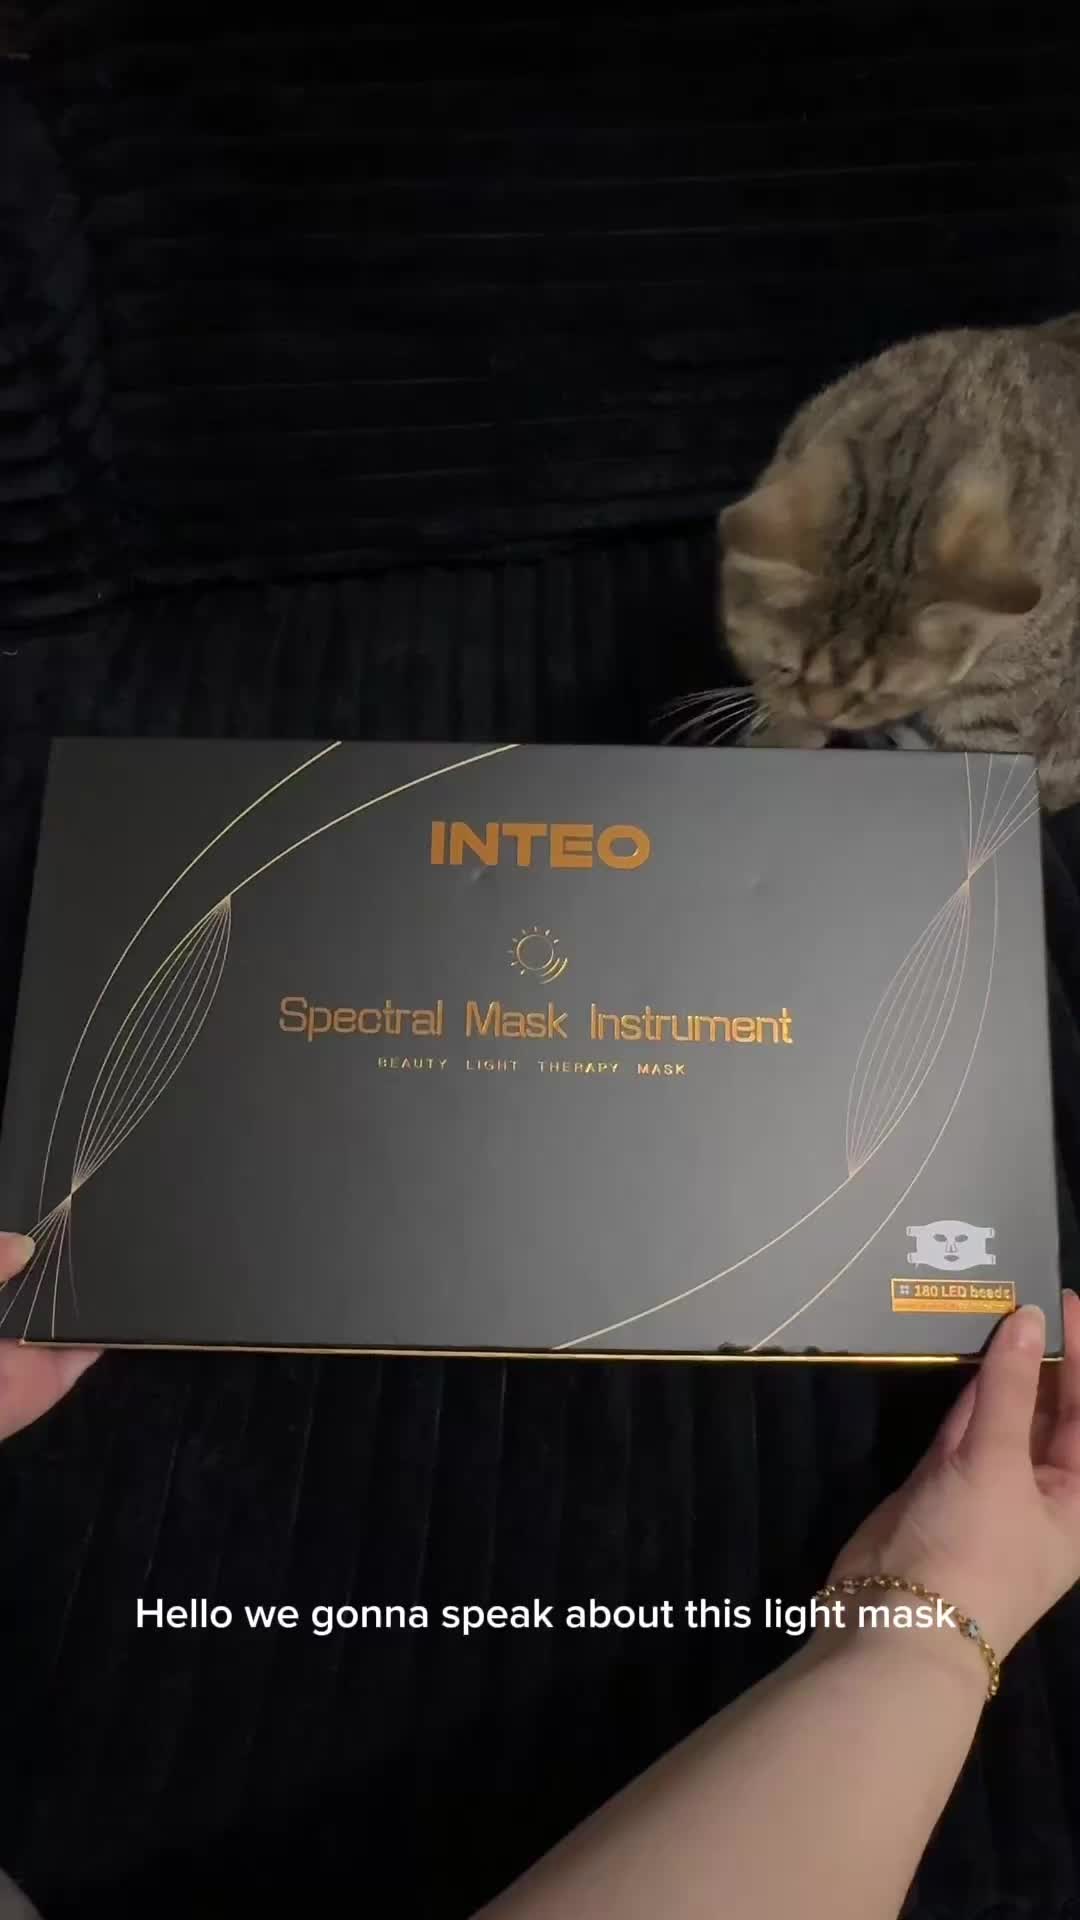 INTEO
Spectral Mask Instrument
BEAUTY LIGHT THERAPY MASK
180 LED beads
Hello we gonna speak about this light mask